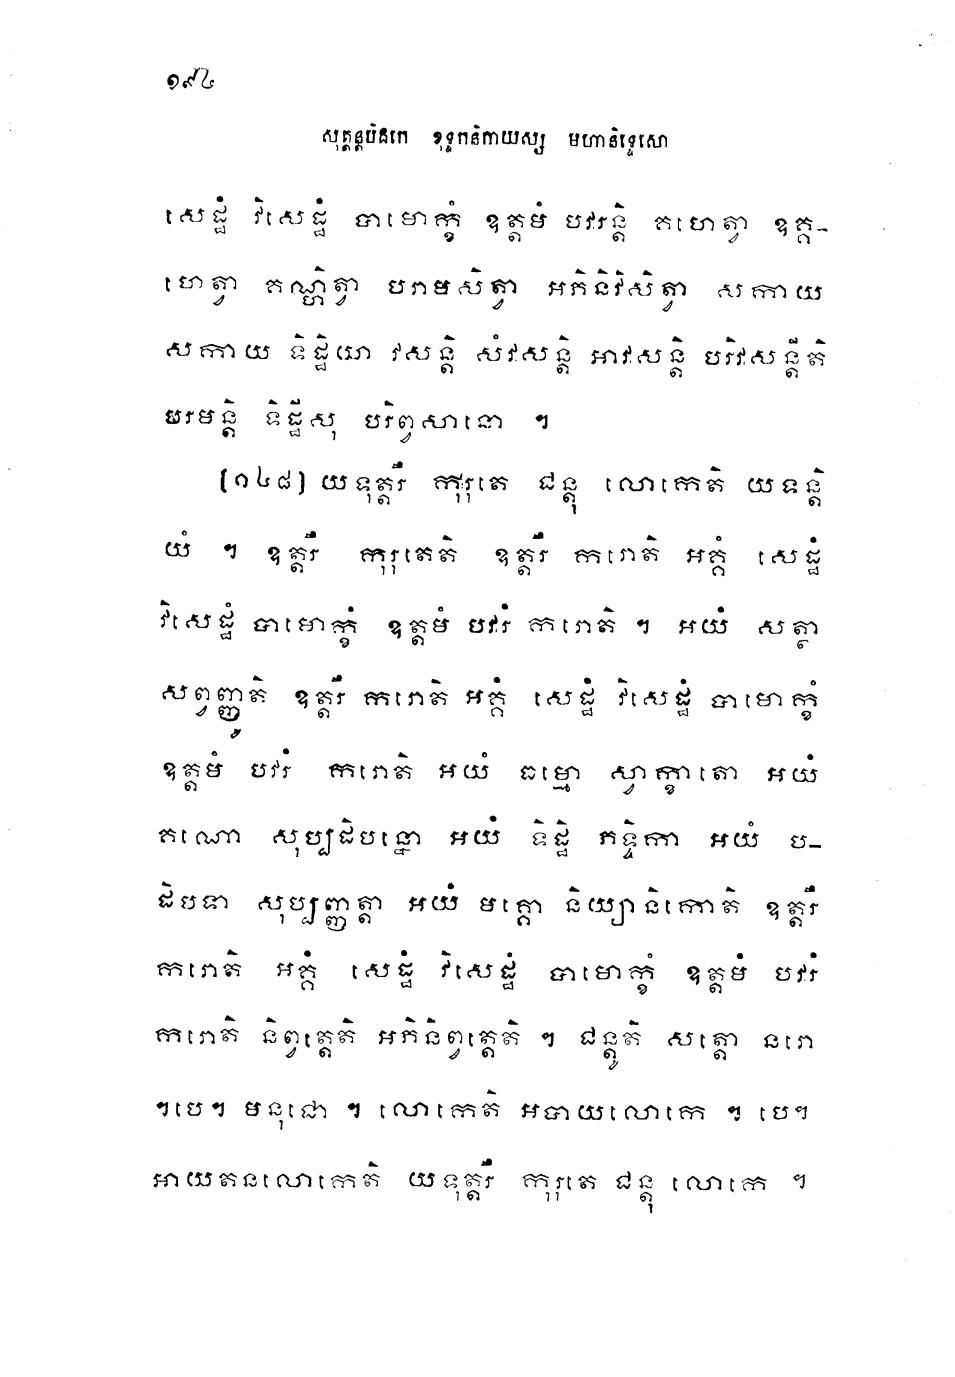 ១៩៤
សុត្តន្តបិដកេ ខុទ្ទកនិកាយស្ស មហានិទ្ទេសោ
សេដ្ឋំ វិសេដ្ឋំ បាមោក្ខំ ឧត្តមំ បវរន្តិ គហេត្វា ឧគ្គ-
ហេត្វា គណ្ហិត្វា បរាមសិត្វា អភិនិវិសិត្វា សកាយ
សកាយ ទិដ្ឋិយា វសន្តិ សំវសន្តិ អាវសន្តិ បរិវសន្តីតិ
បរមន្តិ ទិដ្ឋីសុ បរិព្វសានោ ។
(១៤៨) យទុត្តរឹ កុរុតេ ជន្តុ លោកេតិ យទន្តិ
យំ ។ ឧត្តរឹ កុរុតេតិ ឧត្តរឹ ករោតិ អគ្គំ សេដ្ឋំ
វិសេដ្ឋំ បាមោក្ខំ ឧត្តមំ បវរំ ករោតិ ។ អយំ សត្ថា
សព្វញ្ញូតិ ឧត្តរឹ ករោតិ អគ្គំ សេដ្ឋំ វិសេដ្ឋំ បាមោក្ខំ
ឧត្តមំ បវរំ ករោតិ អយំ ធម្មោ ស្វាក្ខាតោ អយំ
គណោ សុប្បដិបន្នោ អយំ ទិដ្ឋិ ភទ្ទិកា អយំ ប-
ដិបទា សុប្បញ្ញត្តា អយំ មគ្គោ និយ្យានិកោតិ ឧត្តរឹ
ករោតិ អគ្គំ សេដ្ឋំ វិសេដ្ឋំ បាមោក្ខំ ឧត្តមំ បវរំ
ករោតិ និព្វត្តេតិ អភិនិព្វត្តេតិ ។ ជន្តូតិ សត្តោ នរោ
។បេ។ មនុជោ ។ លោកេតិ អបាយលោកេ ។ បេ។
អាយតនលោកេតិ យទុត្តរឹ កុរុតេ ជន្តុ លោកេ ។